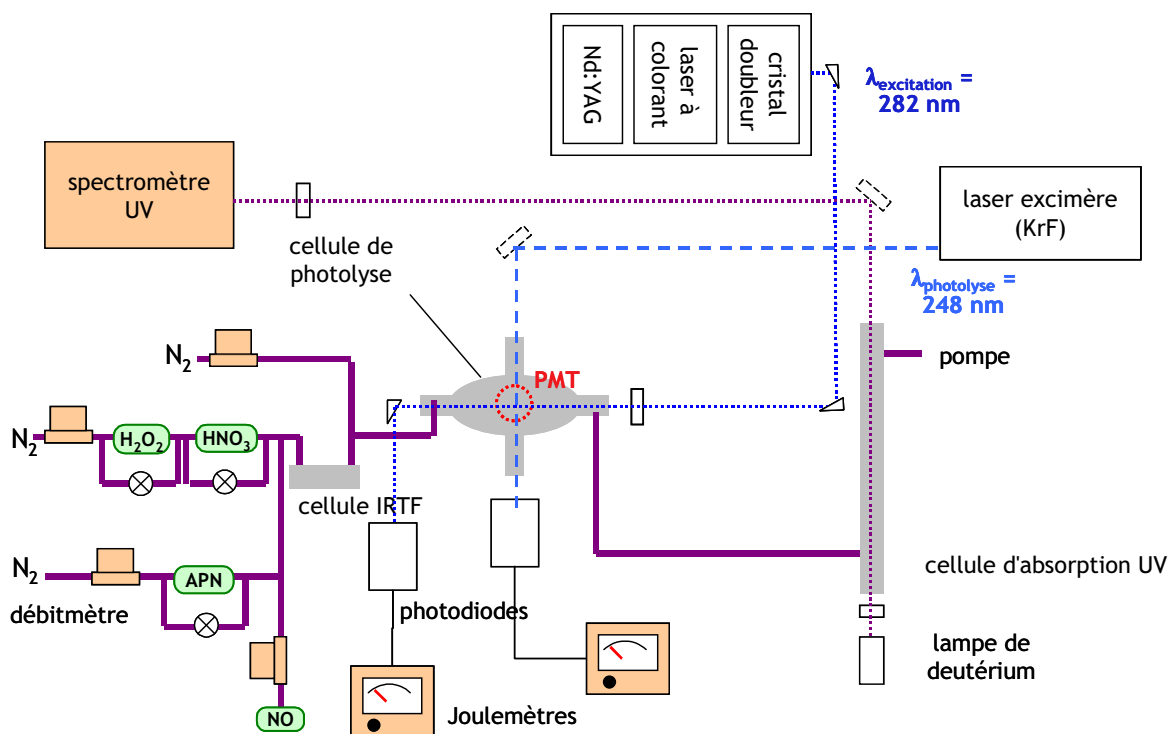 Nd:YAG
laser à
colorant
cristal
doubleur
λexcitation =
282 nm
spectromètre
UV
laser excimère
(KrF)
cellule de
photolyse
λphotolyse =
248 nm
N2
PMT
pompe
N2
H2O2
HNO3
cellule IRTF
N2
APN
débitmètre
photodiodes
cellule d'absorption UV
lampe de
deutérium
NO
Joulemètres